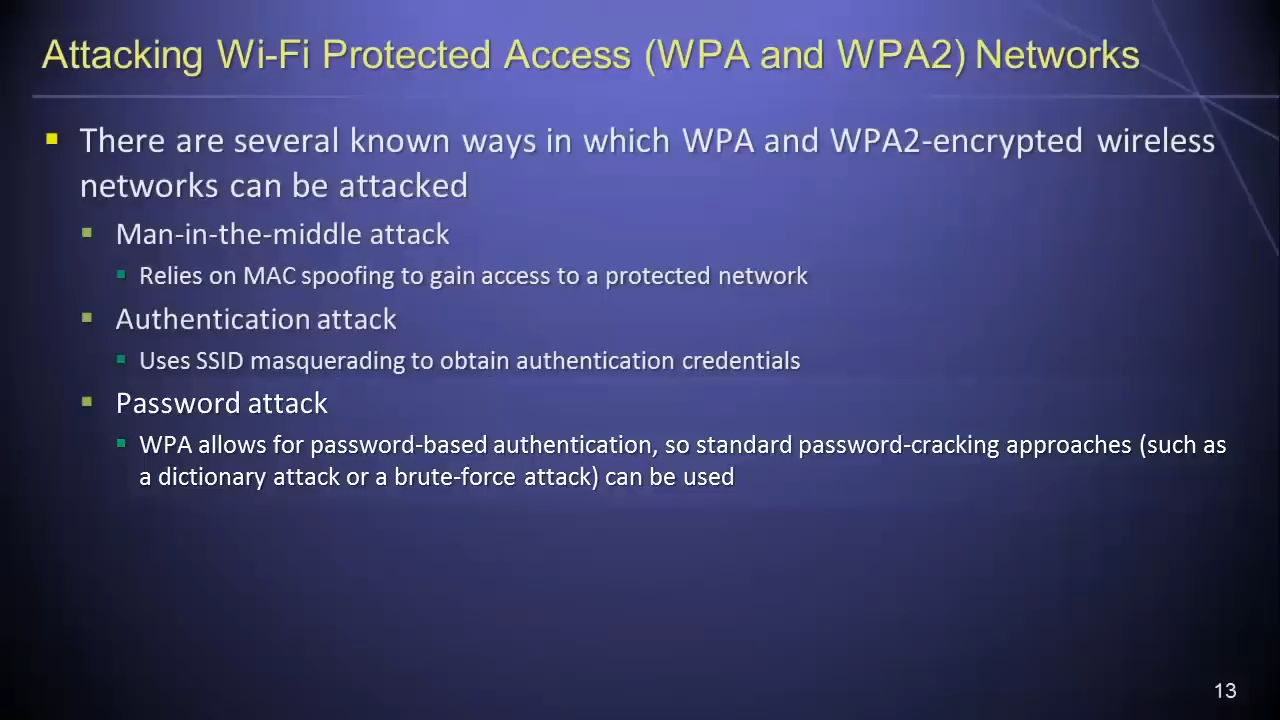 Attacking Wi-Fi Protected Access (WPA and WPA2) Networks
There are several known ways in which WPA and WPA2-encrypted wireless
networks can be attacked
Man-in-the-middle attack
Relies on MAC spoofing to gain access to a protected network
Authentication attack
Uses SSID masquerading to obtain authentication credentials
Password attack
WPA allows for password-based authentication, so standard password-cracking approaches (such as
a dictionary attack or a brute-force attack) can be used
13